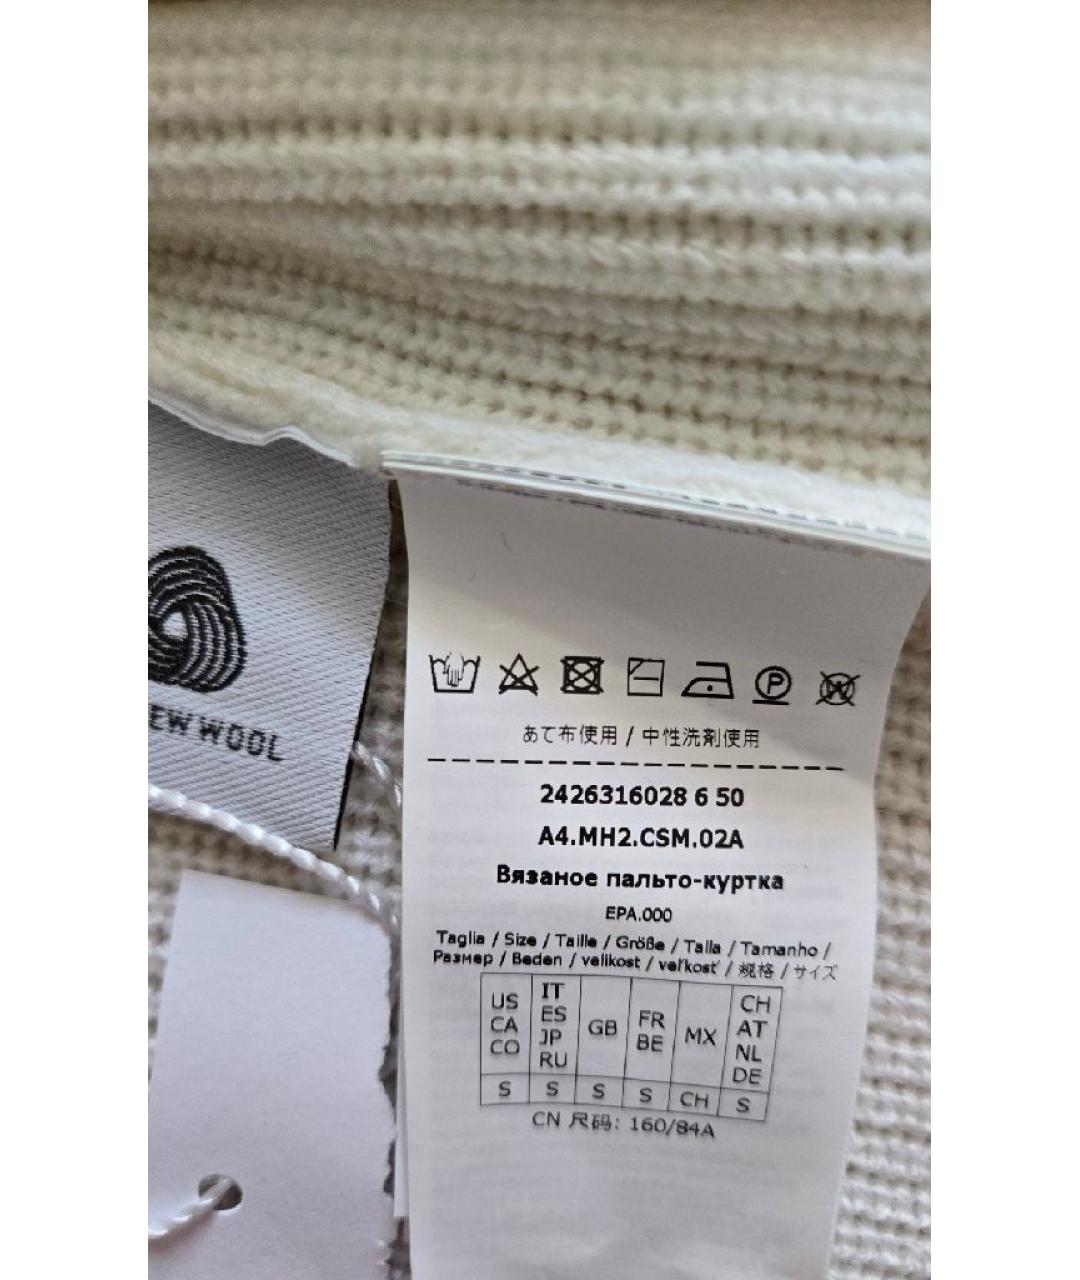 EW WOOL
あて布使用 / 中性洗剤使用
2426316028 6 50
A4.MH2.CSM.02A
Вязаное пальто-куртка
EPA.000
Taglia / Size / Taille / Größe / Talla / Tamanho /
Размер / Beden / velikost / veľkosť / 规格 / サイズ
US CA CO
IT ES JP RU
GB
FR BE
MX
CH AT NL DE
S S S S CH S
CN 尺码: 160/84A